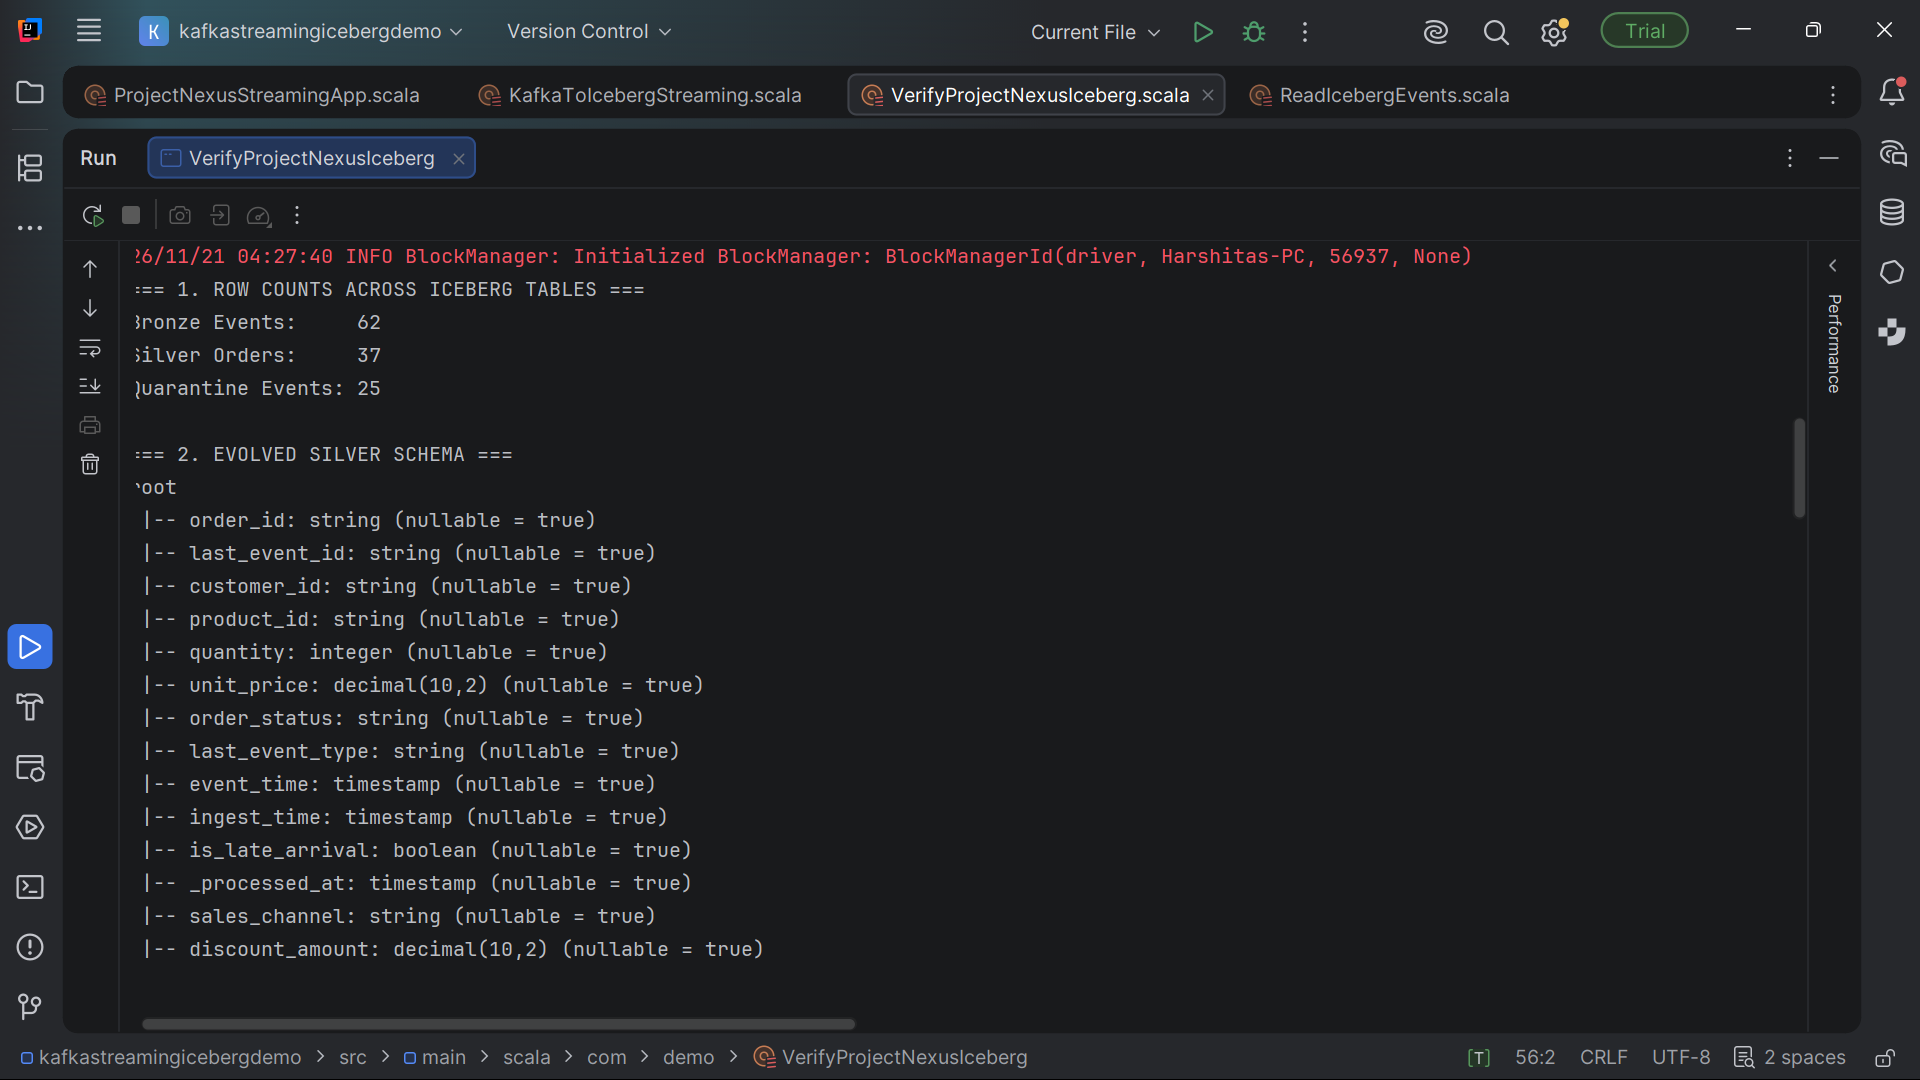 K kafkastreamingicebergdemo Version Control Current File Trial
ProjectNexusStreamingApp.scala KafkaToIcebergStreaming.scala VerifyProjectNexusIceberg.scala ReadIcebergEvents.scala
Run VerifyProjectNexusIceberg
26/11/21 04:27:40 INFO BlockManager: Initialized BlockManager: BlockManagerId(driver, Harshitas-PC, 56937, None)
=== 1. ROW COUNTS ACROSS ICEBERG TABLES ===
Bronze Events:     62
Silver Orders:     37
Quarantine Events: 25
=== 2. EVOLVED SILVER SCHEMA ===
root
|-- order_id: string (nullable = true)
|-- last_event_id: string (nullable = true)
|-- customer_id: string (nullable = true)
|-- product_id: string (nullable = true)
|-- quantity: integer (nullable = true)
|-- unit_price: decimal(10,2) (nullable = true)
|-- order_status: string (nullable = true)
|-- last_event_type: string (nullable = true)
|-- event_time: timestamp (nullable = true)
|-- ingest_time: timestamp (nullable = true)
|-- is_late_arrival: boolean (nullable = true)
|-- _processed_at: timestamp (nullable = true)
|-- sales_channel: string (nullable = true)
|-- discount_amount: decimal(10,2) (nullable = true)
Performance
kafkastreamingicebergdemo > src > main > scala > com > demo > VerifyProjectNexusIceberg [T] 56:2 CRLF UTF-8 2 spaces